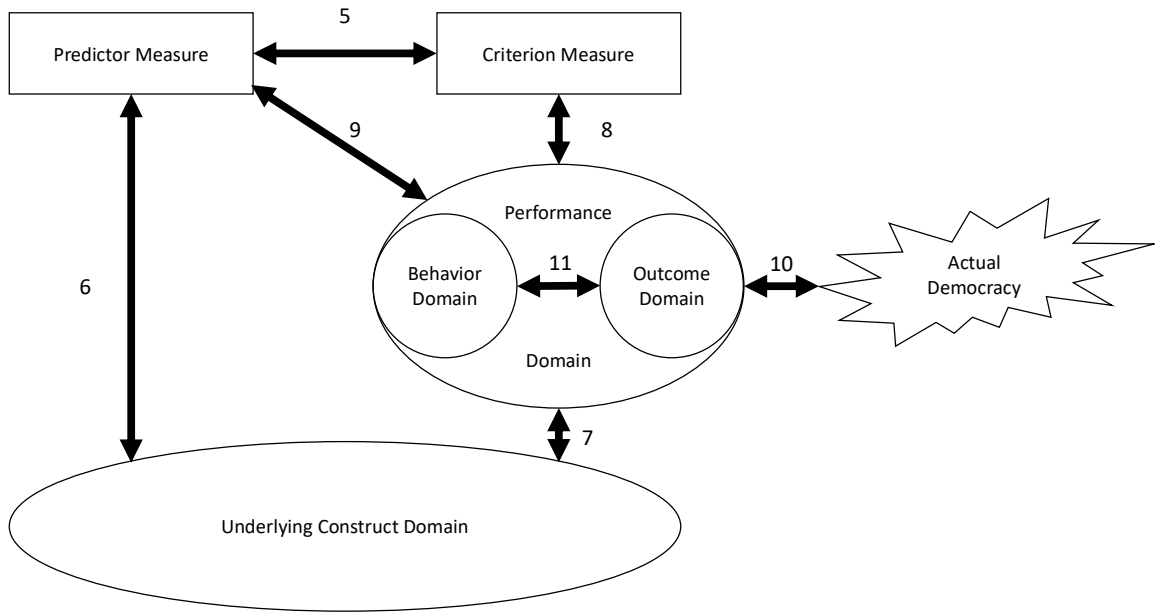 5
Predictor Measure
Criterion Measure
9
8
Performance
6
Behavior
Domain
11
Outcome
Domain
10
Actual
Democracy
Domain
7
Underlying Construct Domain